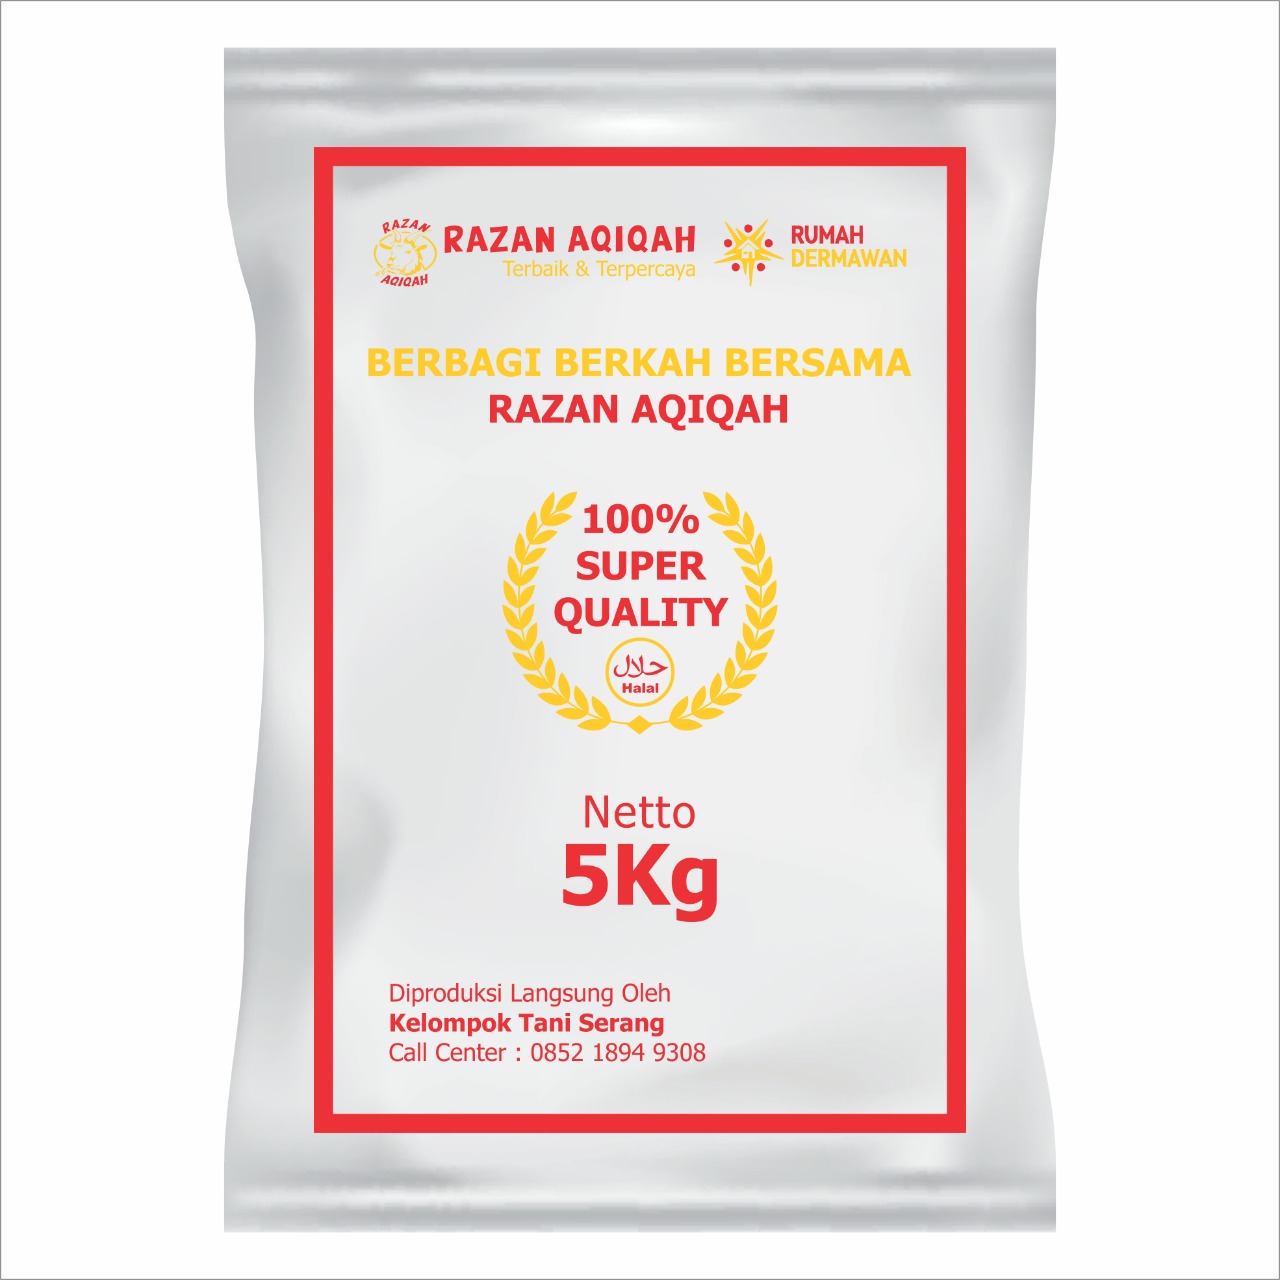 RAZAN
AQIQAH
RAZAN AQIQAH
Terbaik & Terpercaya
RUMAH
DERMAWAN
BERBAGI BERKAH BERSAMA
RAZAN AQIQAH
100%
SUPER
QUALITY
حلال
Halal
Netto
5Kg
Diproduksi Langsung Oleh
Kelompok Tani Serang
Call Center : 0852 1894 9308